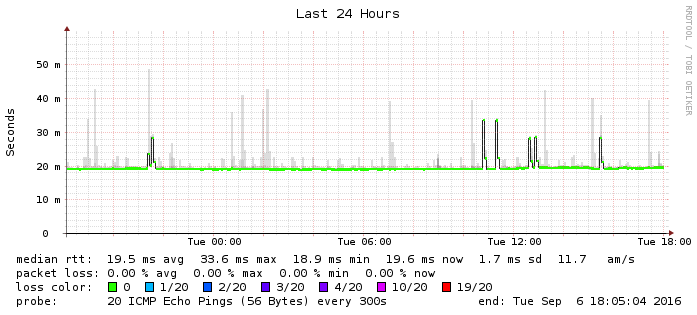 Last 24 Hours
RRDTOOL / TOBI OETIKER
Seconds
50 m
40 m
30 m
20 m
10 m
0
Tue 00:00 Tue 06:00 Tue 12:00 Tue 18:00
median rtt: 19.5 ms avg 33.6 ms max 18.9 ms min 19.6 ms now 1.7 ms sd 11.7 am/s
packet loss: 0.00 % avg 0.00 % max 0.00 % min 0.00 % now
loss color: 0 1/20 2/20 3/20 4/20 10/20 19/20
probe: 20 ICMP Echo Pings (56 Bytes) every 300s end: Tue Sep 6 18:05:04 2016